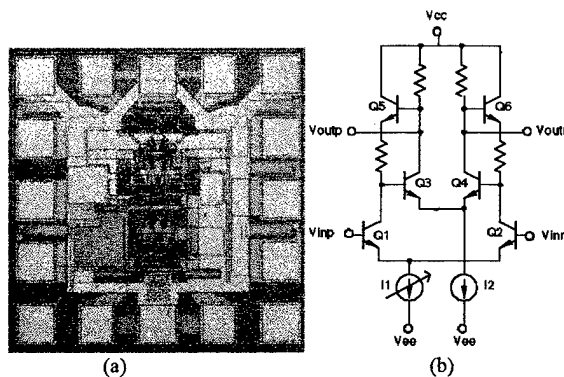 Vcc
Q5
Q6
Voutp
Voutn
Q3
Q4
Vinp
Q1
Q2
Vinn
I1
I2
Vee
Vee
(a)
(b)